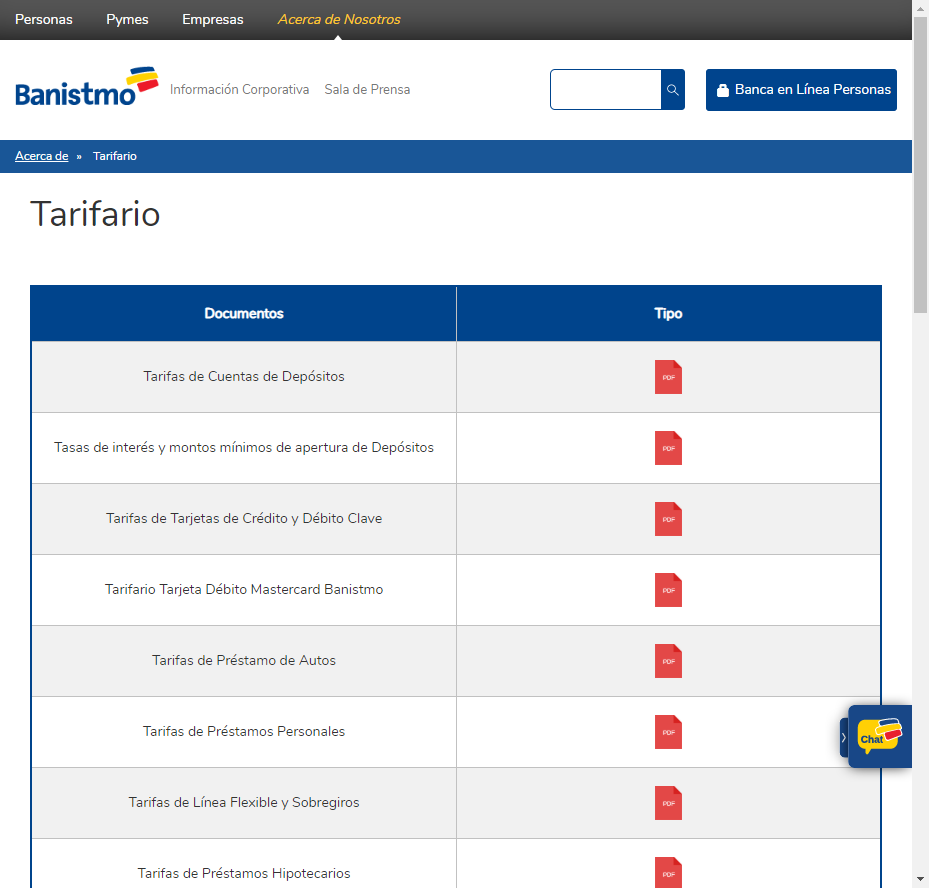 Personas Pymes Empresas Acerca de Nosotros
Banistmo Información Corporativa Sala de Prensa Banca en Línea Personas
Acerca de » Tarifario
Tarifario
Documentos Tipo
Tarifas de Cuentas de Depósitos PDF
Tasas de interés y montos mínimos de apertura de Depósitos PDF
Tarifas de Tarjetas de Crédito y Débito Clave PDF
Tarifario Tarjeta Débito Mastercard Banistmo PDF
Tarifas de Préstamo de Autos PDF
Tarifas de Préstamos Personales PDF
Chat
Tarifas de Línea Flexible y Sobregiros PDF
Tarifas de Préstamos Hipotecarios PDF